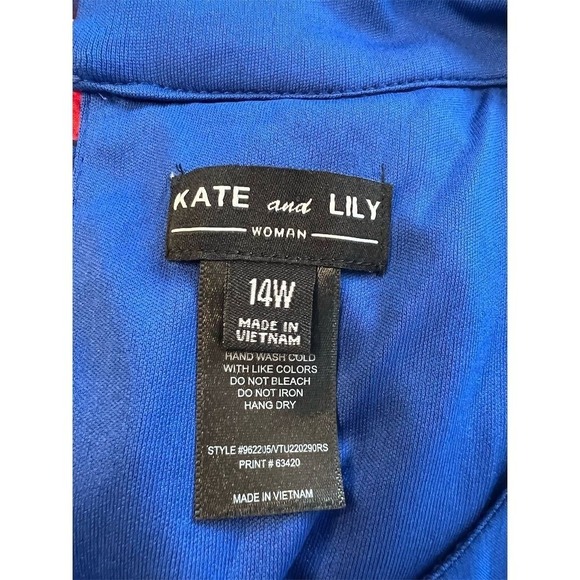 KATE and LILY
WOMAN
14W
MADE IN
VIETNAM
HAND WASH COLD
WITH LIKE COLORS
DO NOT BLEACH
DO NOT IRON
HANG DRY
STYLE #962205/VTU220290RS
PRINT # 63420
MADE IN VIETNAM